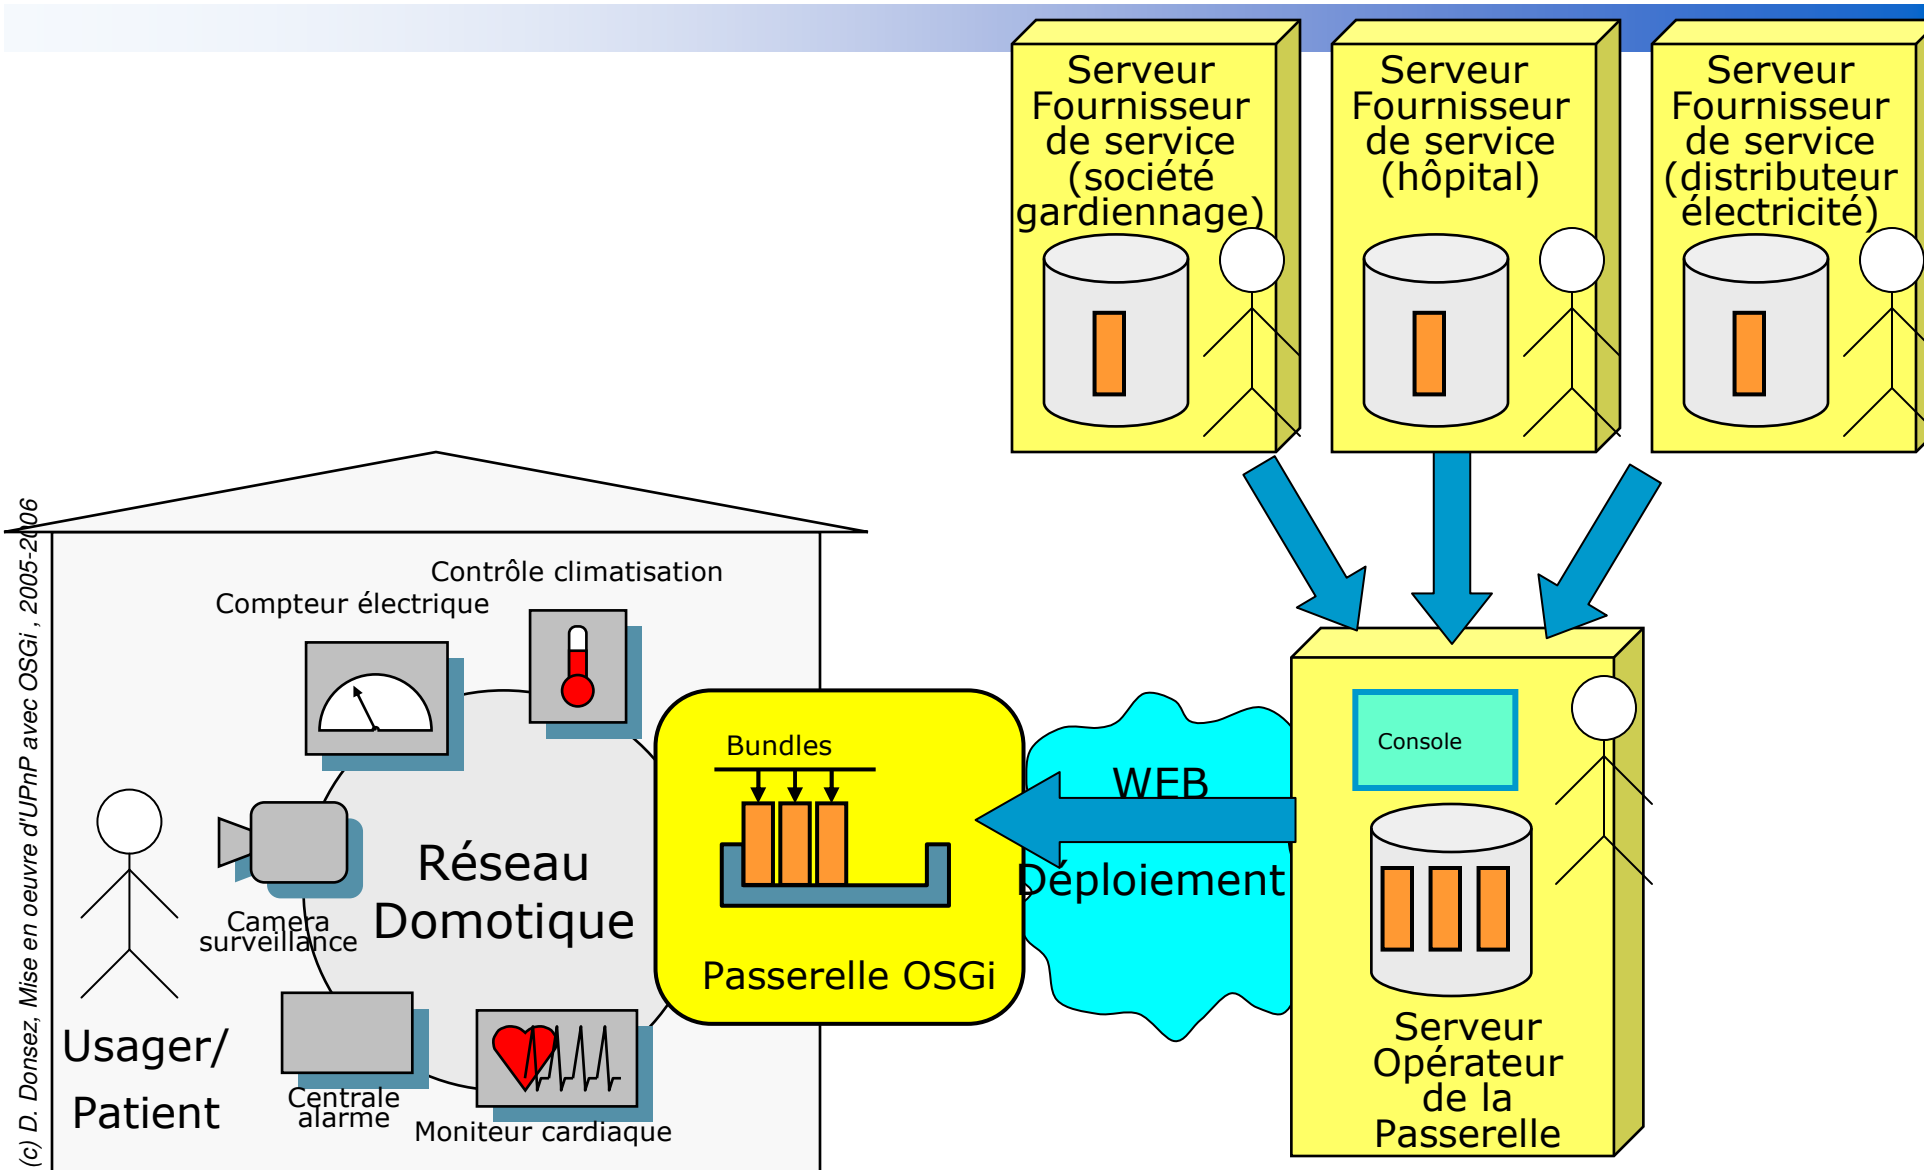 Serveur
Fournisseur
de service
(société
gardiennage)
Serveur
Fournisseur
de service
(hôpital)
Serveur
Fournisseur
de service
(distributeur
électricité)
(c) D. Donsez, Mise en oeuvre d'UPnP avec OSGi , 2005-2006
Contrôle climatisation
Compteur électrique
Bundles
Réseau
Domotique
Camera
surveillance
Passerelle OSGi
WEB
Déploiement
Console
Usager/
Patient
Centrale
alarme
Moniteur cardiaque
Serveur
Opérateur
de la
Passerelle